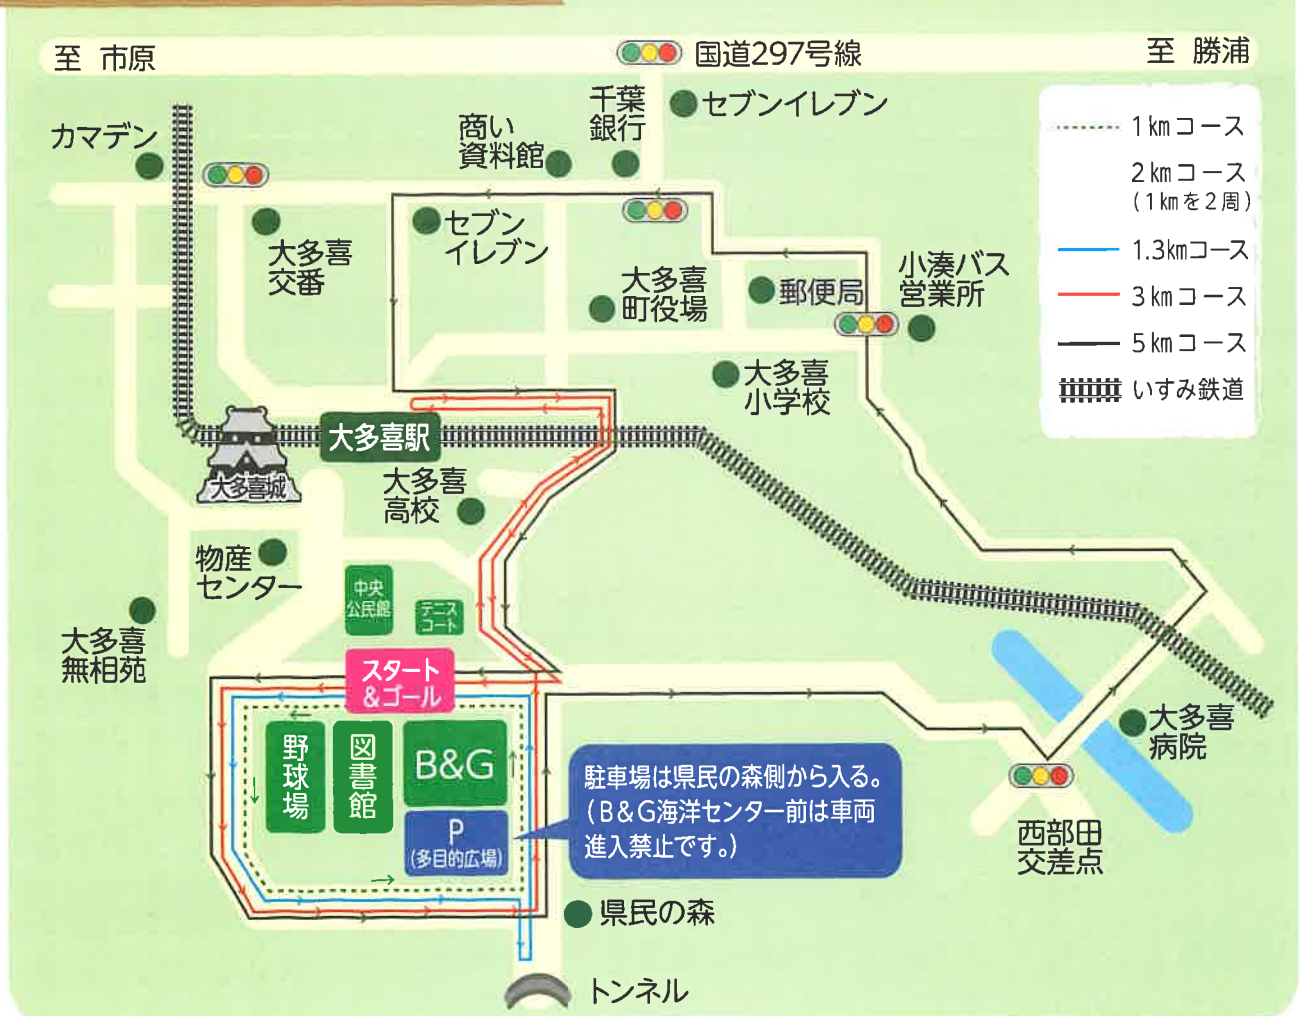 至 市原
国道297号線
至 勝浦
千葉
銀行
セブンイレブン
商い
資料館
カマデン
1kmコース
2kmコース
(1kmを2周)
1.3kmコース
3kmコース
5kmコース
いすみ鉄道
大多喜
交番
セブン
イレブン
大多喜
町役場
郵便局
小湊バス
営業所
大多喜
小学校
大多喜駅
大多喜城
大多喜
高校
物産
センター
中央
公民館
テニス
コート
大多喜
無相苑
スタート
&ゴール
野球場
図書館
B&G
P
(多目的広場)
駐車場は県民の森側から入る。
(B&G海洋センター前は車両
進入禁止です。)
大多喜
病院
西部田
交差点
県民の森
トンネル